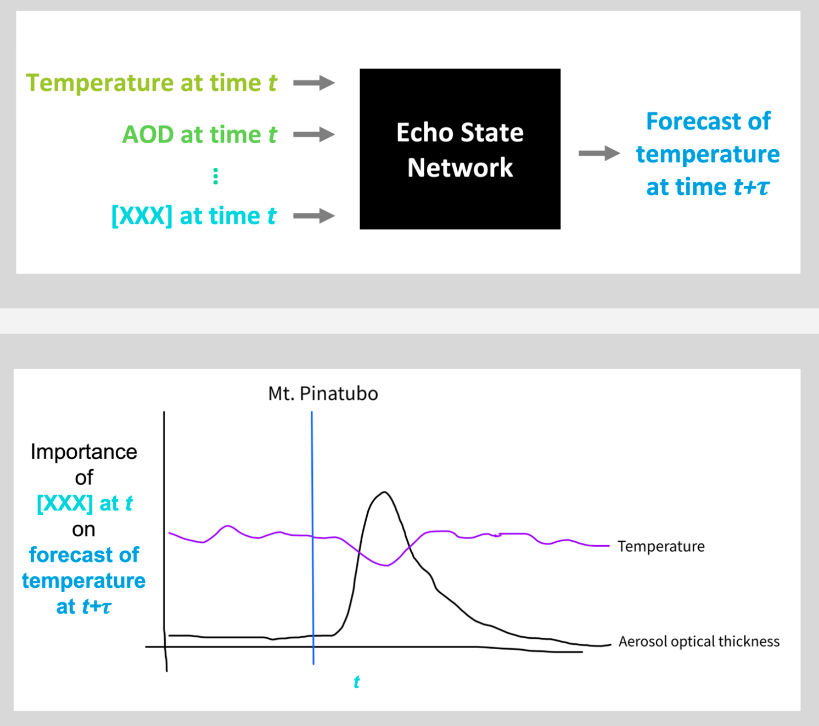 Temperature at time t
AOD at time t
⋮
[XXX] at time t
Echo State
Network
Forecast of
temperature
at time t+τ
Mt. Pinatubo
Importance
of
[XXX] at t
on
forecast of
temperature
at t+τ
Temperature
Aerosol optical thickness
t